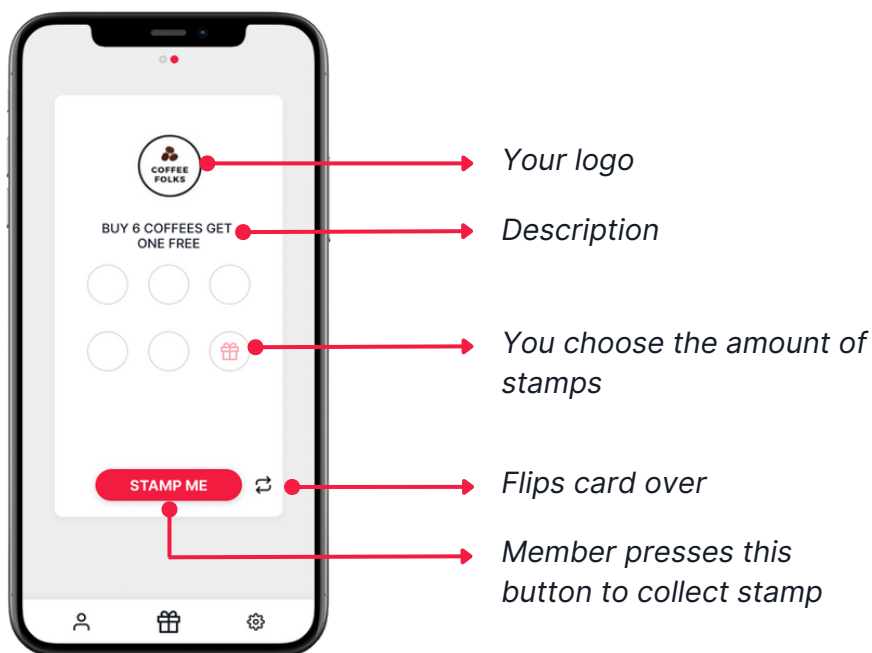 COFFEE
FOLKS
Your logo
BUY 6 COFFEES GET
ONE FREE
Description
You choose the amount of
stamps
STAMP ME
Flips card over
Member presses this
button to collect stamp